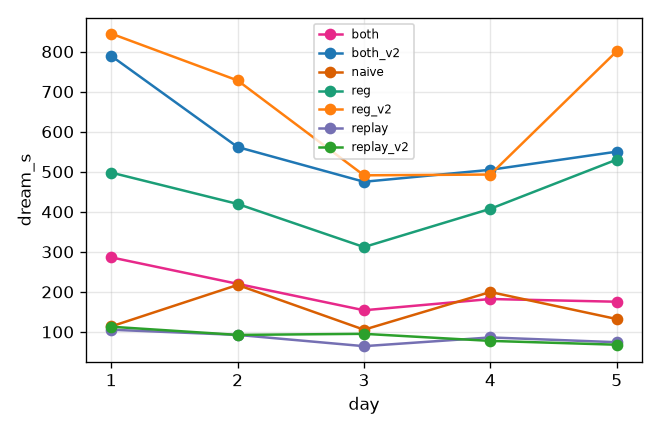 both
both_v2
naive
reg
reg_v2
replay
replay_v2
800
700
600
500
400
300
200
100
dream_s
1 2 3 4 5
day